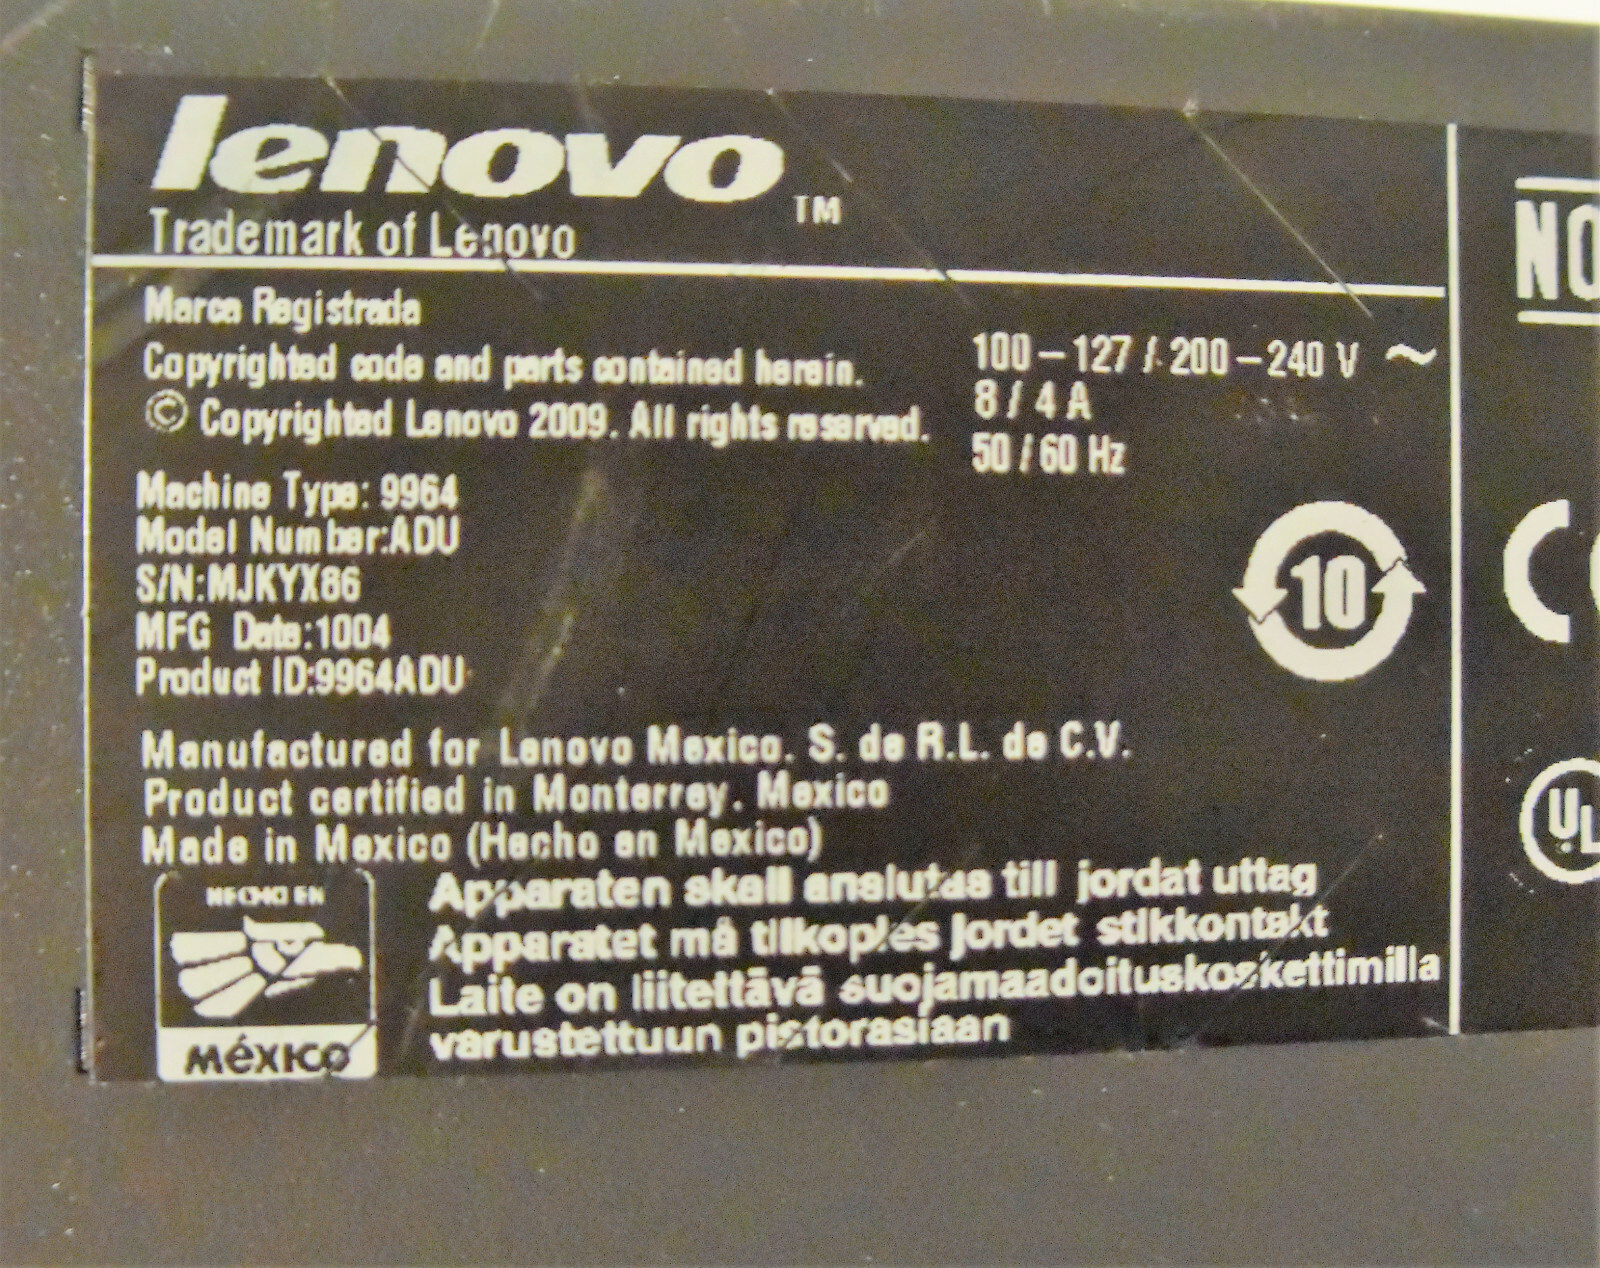 lenovo
TM
Trademark of Lenovo
Marca Registrada
Copyrighted code and parts contained herein.
© Copyrighted Lenovo 2009. All rights reserved.
100 – 127 / 200 – 240 V ~
8 / 4 A
50 / 60 Hz
Machine Type: 9964
Model Number:ADU
S/N:MJKYX86
MFG Date:1004
Product ID:9964ADU
10
Manufactured for Lenovo Mexico. S. de R.L. de C.V.
Product certified in Monterrey. Mexico
Made in Mexico (Hecho en Mexico)
HECHO EN
MéXICO
Apparaten skall anslutas till jordat uttag
Apparatet må tilkoples jordet stikkontakt
Laite on liitettävä suojamaadoituskoskettimilla
varustettuun pistorasiaan
NO
CE
UL